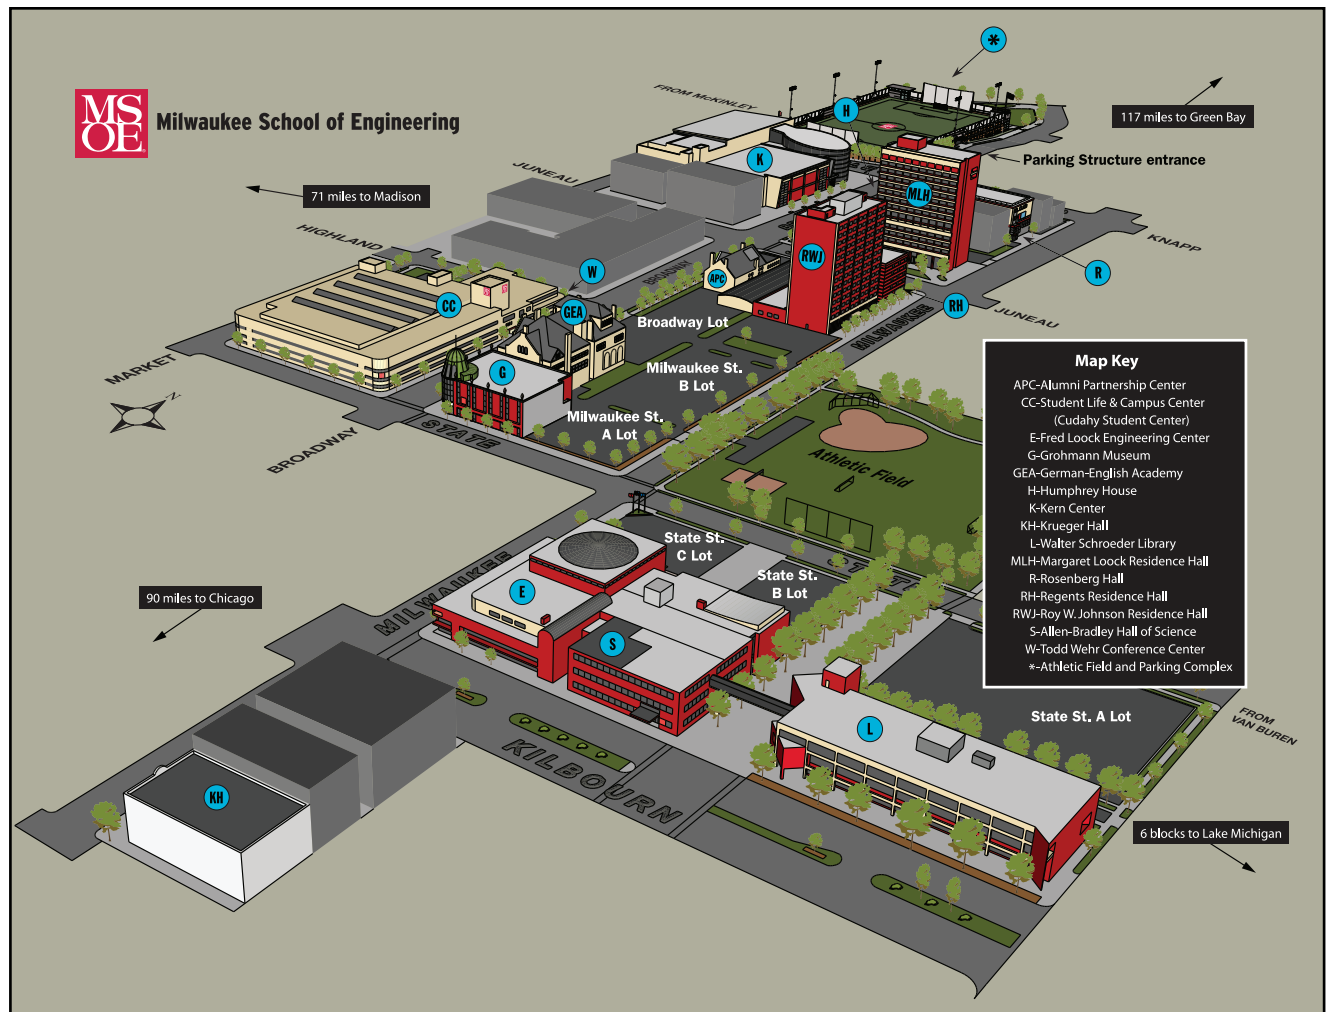 MS
OE
Milwaukee School of Engineering
*
FROM McKINLEY
117 miles to Green Bay
H
Parking Structure entrance
K
JUNEAU
71 miles to Madison
MLH
HIGHLAND
KNAPP
RWJ
W
BROADWAY
APC
R
CC
GEA
RH
Broadway Lot
JUNEAU
MILWAUKEE
MARKET
G
Milwaukee St.
B Lot
N
Milwaukee St.
A Lot
STATE
BROADWAY
Athletic Field
Map Key
APC-Alumni Partnership Center
CC-Student Life & Campus Center
(Cudahy Student Center)
E-Fred Loock Engineering Center
G-Grohmann Museum
GEA-German-English Academy
H-Humphrey House
K-Kern Center
KH-Krueger Hall
L-Walter Schroeder Library
MLH-Margaret Loock Residence Hall
R-Rosenberg Hall
RH-Regents Residence Hall
RWJ-Roy W. Johnson Residence Hall
S-Allen-Bradley Hall of Science
W-Todd Wehr Conference Center
*-Athletic Field and Parking Complex
State St.
C Lot
STATE
State St.
B Lot
MILWAUKEE
90 miles to Chicago
E
S
State St. A Lot
FROM
VAN BUREN
L
KILBOURN
KH
6 blocks to Lake Michigan